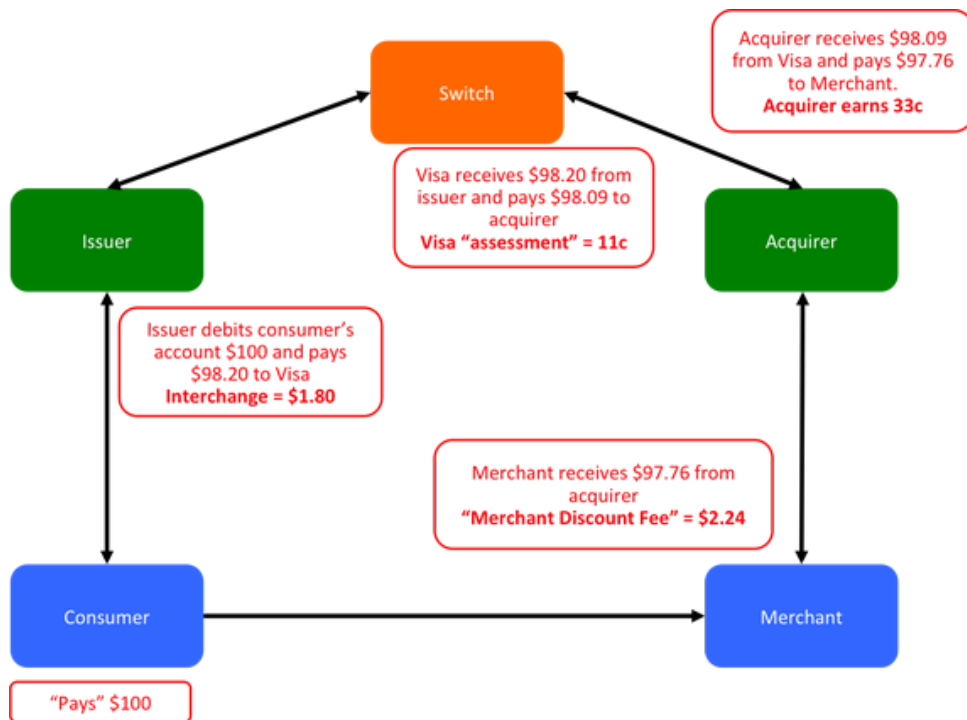 Acquirer receives $98.09
from Visa and pays $97.76
to Merchant.
Acquirer earns 33c
Switch
Visa receives $98.20 from
issuer and pays $98.09 to
acquirer
Visa “assessment” = 11c
Issuer
Acquirer
Issuer debits consumer’s
account $100 and pays
$98.20 to Visa
Interchange = $1.80
Merchant receives $97.76 from
acquirer
“Merchant Discount Fee” = $2.24
Consumer
Merchant
“Pays” $100